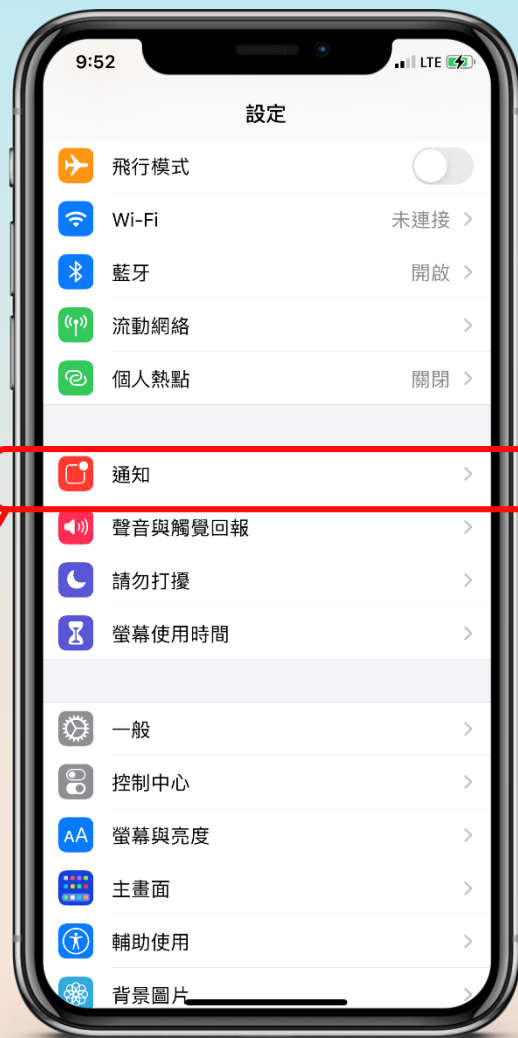 9:52 LTE
設定
飛行模式
Wi-Fi 未連接
藍牙 開啟
流動網絡
個人熱點 關閉
通知
聲音與觸覺回報
請勿打擾
螢幕使用時間
一般
控制中心
AA 螢幕與亮度
主畫面
輔助使用
背景圖片